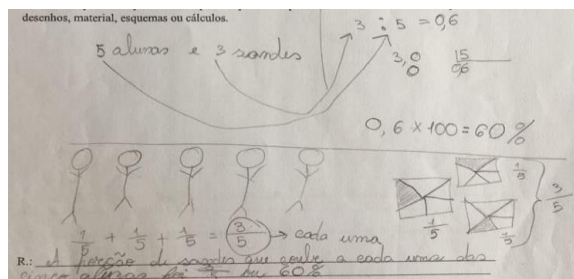 desenhos, material, esquemas ou cálculos.
5 alunas e 3 sandes
3 : 5 = 0,6
3,0 | 5
0 0,6
0,6 x 100 = 60%
1/5 + 1/5 + 1/5 = 3/5 → cada uma
1/5
1/5
1/5
3/5
R.: A porção de sandes que coube a cada uma das
cinco alunas foi 3/5 ou 60%